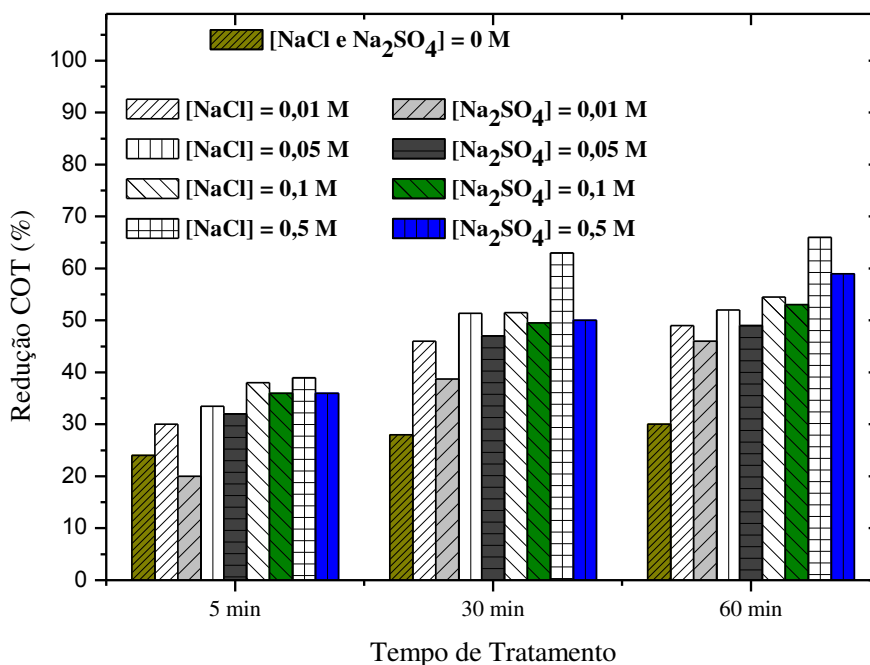 [NaCl e Na2SO4] = 0 M
[NaCl] = 0,01 M [Na2SO4] = 0,01 M
[NaCl] = 0,05 M [Na2SO4] = 0,05 M
[NaCl] = 0,1 M [Na2SO4] = 0,1 M
[NaCl] = 0,5 M [Na2SO4] = 0,5 M
Redução COT (%)
100
90
80
70
60
50
40
30
20
10
0
5 min 30 min 60 min
Tempo de Tratamento